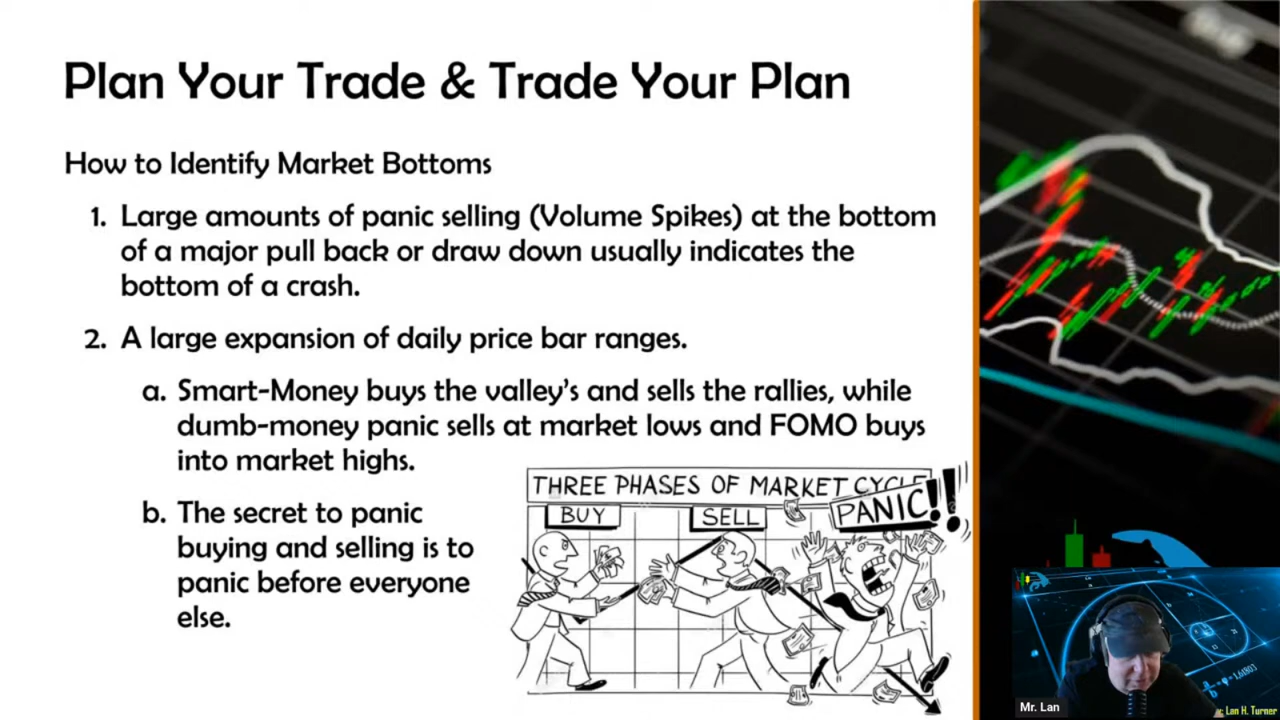 Plan Your Trade & Trade Your Plan
How to Identify Market Bottoms
1. Large amounts of panic selling (Volume Spikes) at the bottom
of a major pull back or draw down usually indicates the
bottom of a crash.
2. A large expansion of daily price bar ranges.
a. Smart-Money buys the valley's and sells the rallies, while
dumb-money panic sells at market lows and FOMO buys
into market highs.
b. The secret to panic
buying and selling is to
panic before everyone
else.
THREE PHASES OF MARKET CYCLE
BUY
SELL
PANIC!!
Mr. Lan
Lan H. Turner